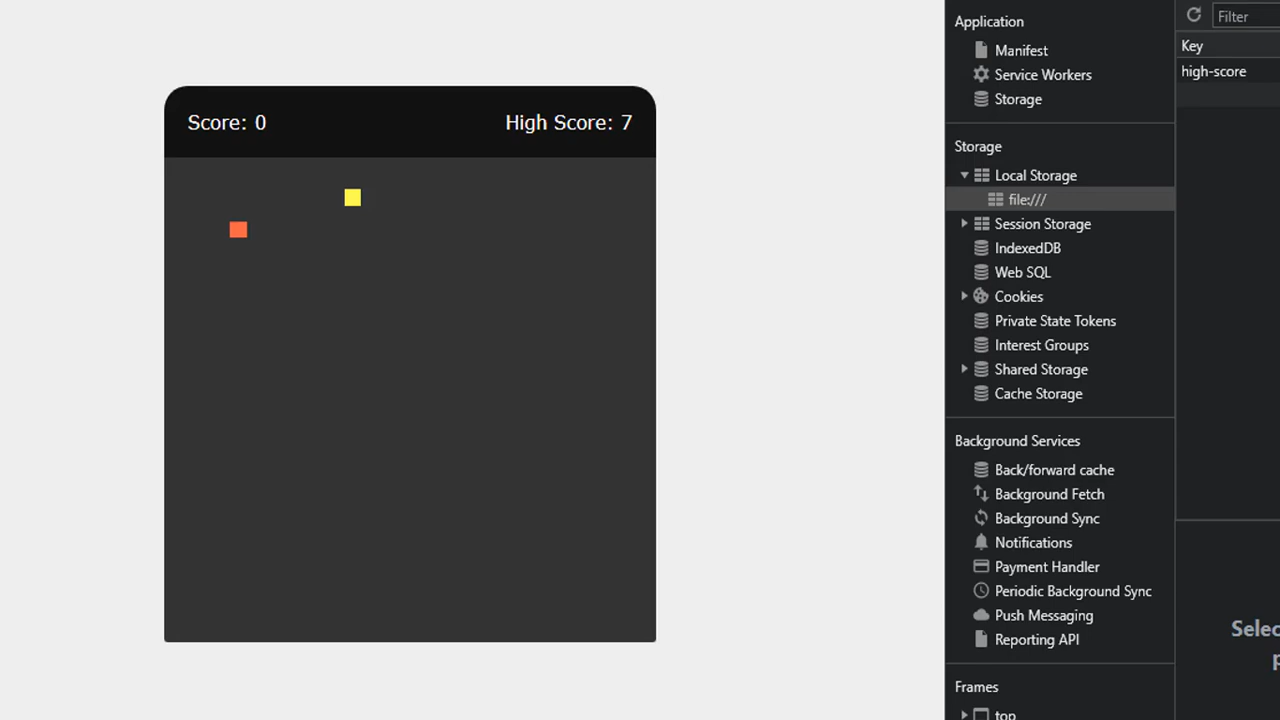 Score: 0
High Score: 7
Application
Manifest
Service Workers
Storage
Storage
Local Storage
file:///
Session Storage
IndexedDB
Web SQL
Cookies
Private State Tokens
Interest Groups
Shared Storage
Cache Storage
Background Services
Back/forward cache
Background Fetch
Background Sync
Notifications
Payment Handler
Periodic Background Sync
Push Messaging
Reporting API
Frames
top
Filter
Key
high-score
Selec